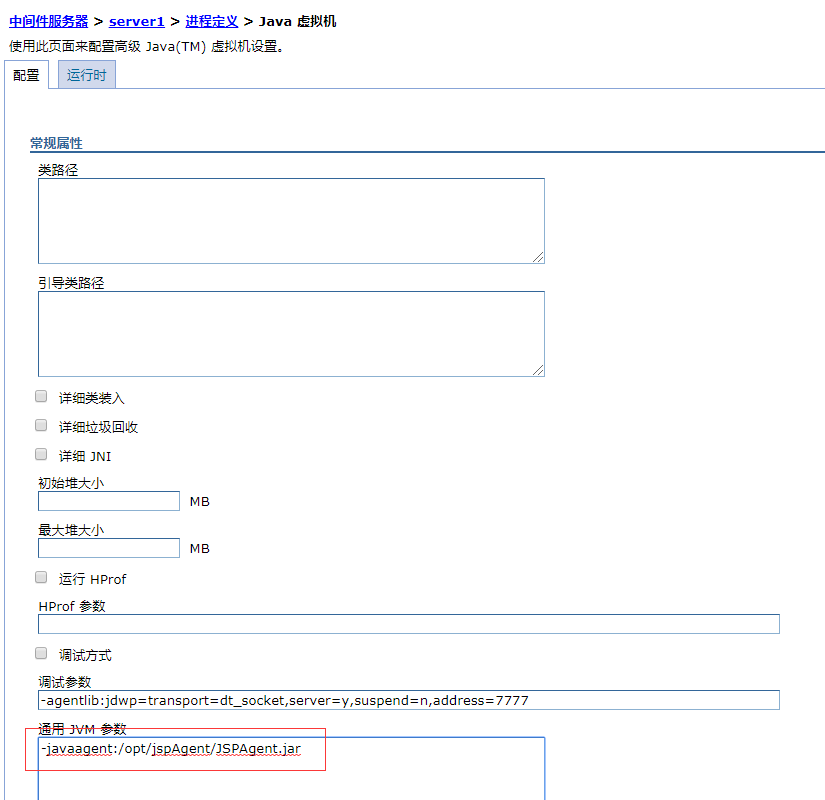 中间件服务器 > server1 > 进程定义 > Java 虚拟机
使用此页面来配置高级 Java(TM) 虚拟机设置。
配置 运行时
常规属性
类路径
引导类路径
详细类装入
详细垃圾回收
详细 JNI
初始堆大小
MB
最大堆大小
MB
运行 HProf
HProf 参数
调试方式
调试参数
-agentlib:jdwp=transport=dt_socket,server=y,suspend=n,address=7777
通用 JVM 参数
-javaagent:/opt/jspAgent/JSPAgent.jar